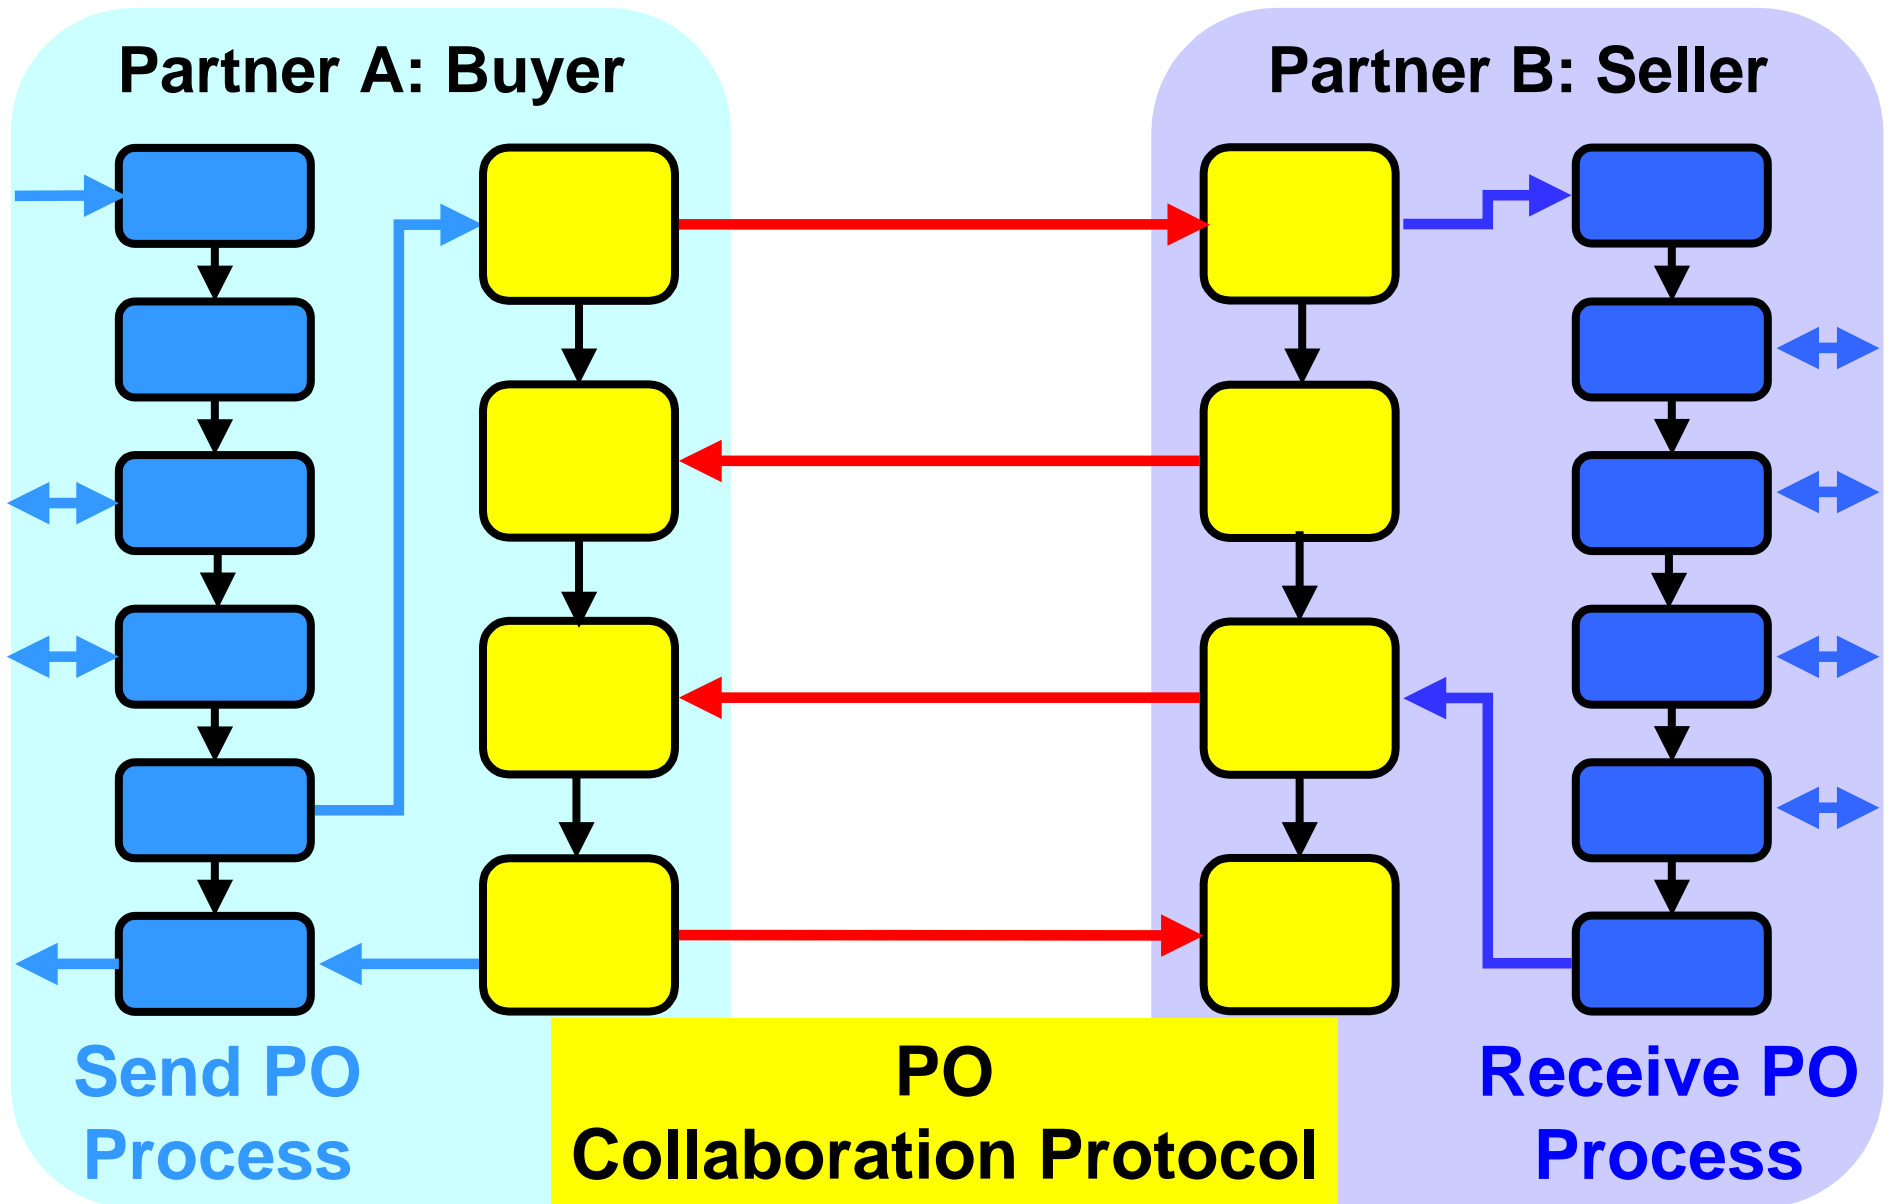 Partner A: Buyer
Partner B: Seller
Send PO
Process
PO
Collaboration Protocol
Receive PO
Process